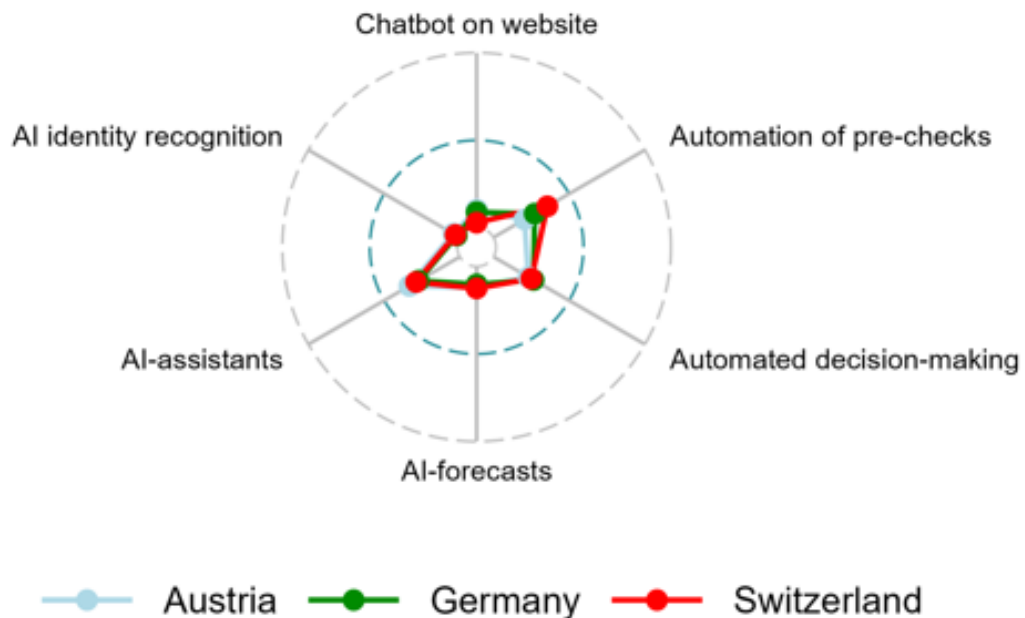 Chatbot on website
AI identity recognition
Automation of pre-checks
AI-assistants
Automated decision-making
AI-forecasts
Austria
Germany
Switzerland